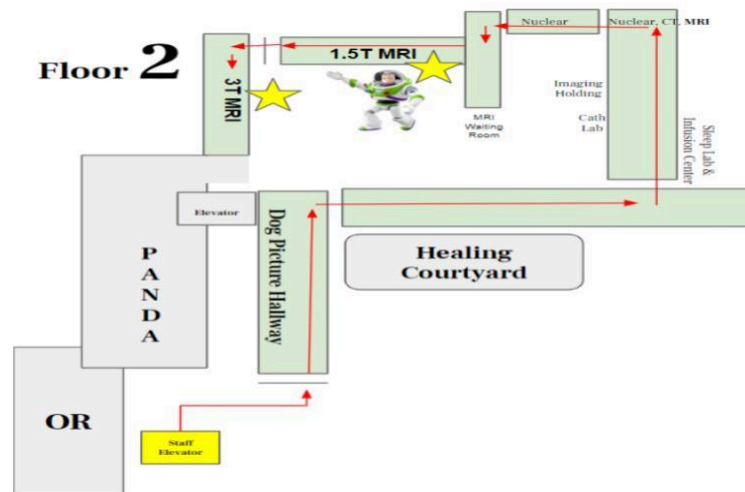 Floor 2
Nuclear
Nuclear, CT, MRI
1.5T MRI
3T MRI
Imaging
Holding
Cath
Lab
MRI
Waiting
Room
Sleep Lab &
Infusion Center
Elevator
Dog Picture Hallway
Healing
Courtyard
P
A
N
D
A
OR
Staff
Elevator